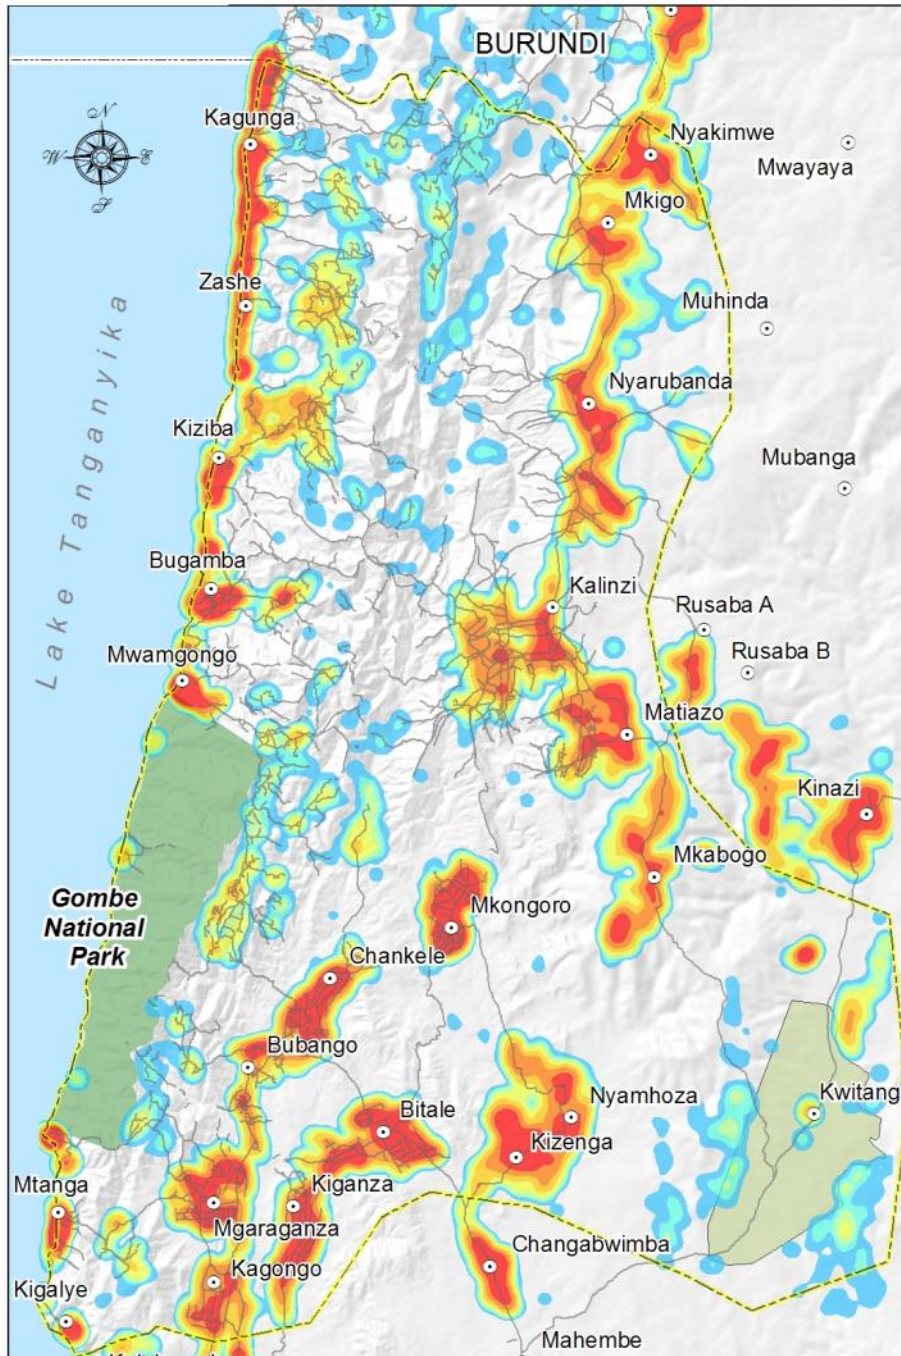 BURUNDI
N
W
E
S
Kagunga
Nyakimwe
Mwayaya
Mkigo
Zashe
Muhinda
Lake Tanganyika
Nyarubanda
Kiziba
Mubanga
Bugamba
Kalinzi
Rusaba A
Mwamgongo
Rusaba B
Matiazo
Kinazi
Mkabogo
Gombe
National
Park
Mkongoro
Chankele
Bubango
Nyamhoza
Kwitang
Bitale
Kizenga
Mtanga
Kiganza
Mgaraganza
Changabwimba
Kagongo
Kigalye
Mahembe